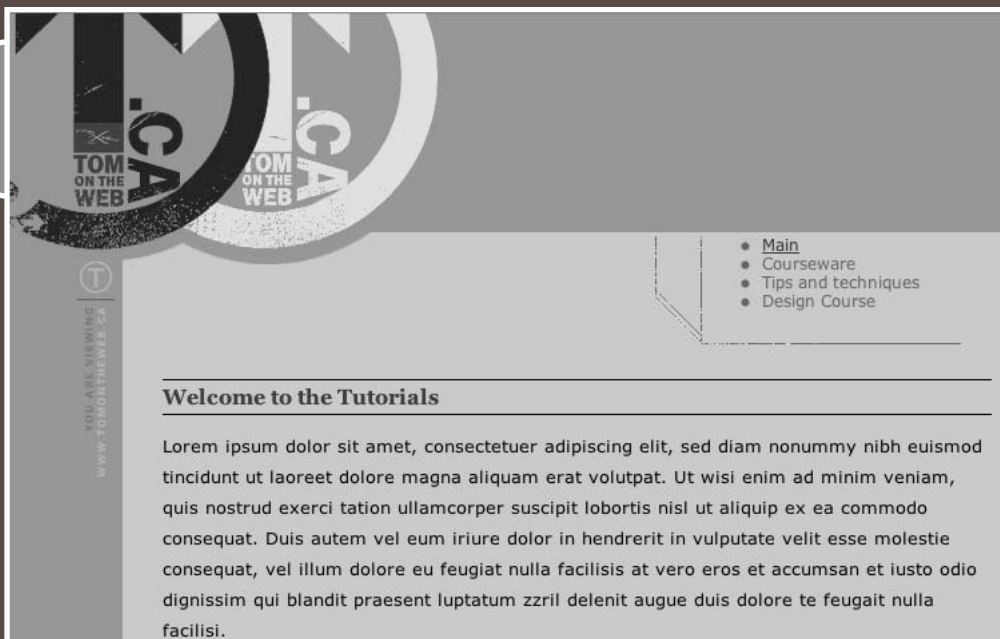 .CA
TOM
ON THE
WEB
.CA
TOM
ON THE
WEB
T
YOU ARE VIEWING
WWW.TOMONTHEWEB.CA
Main
Courseware
Tips and techniques
Design Course
Welcome to the Tutorials
Lorem ipsum dolor sit amet, consectetuer adipiscing elit, sed diam nonummy nibh euismod
tincidunt ut laoreet dolore magna aliquam erat volutpat. Ut wisi enim ad minim veniam,
quis nostrud exerci tation ullamcorper suscipit lobortis nisl ut aliquip ex ea commodo
consequat. Duis autem vel eum iriure dolor in hendrerit in vulputate velit esse molestie
consequat, vel illum dolore eu feugiat nulla facilisis at vero eros et accumsan et iusto odio
dignissim qui blandit praesent luptatum zzril delenit augue duis dolore te feugait nulla
facilisi.